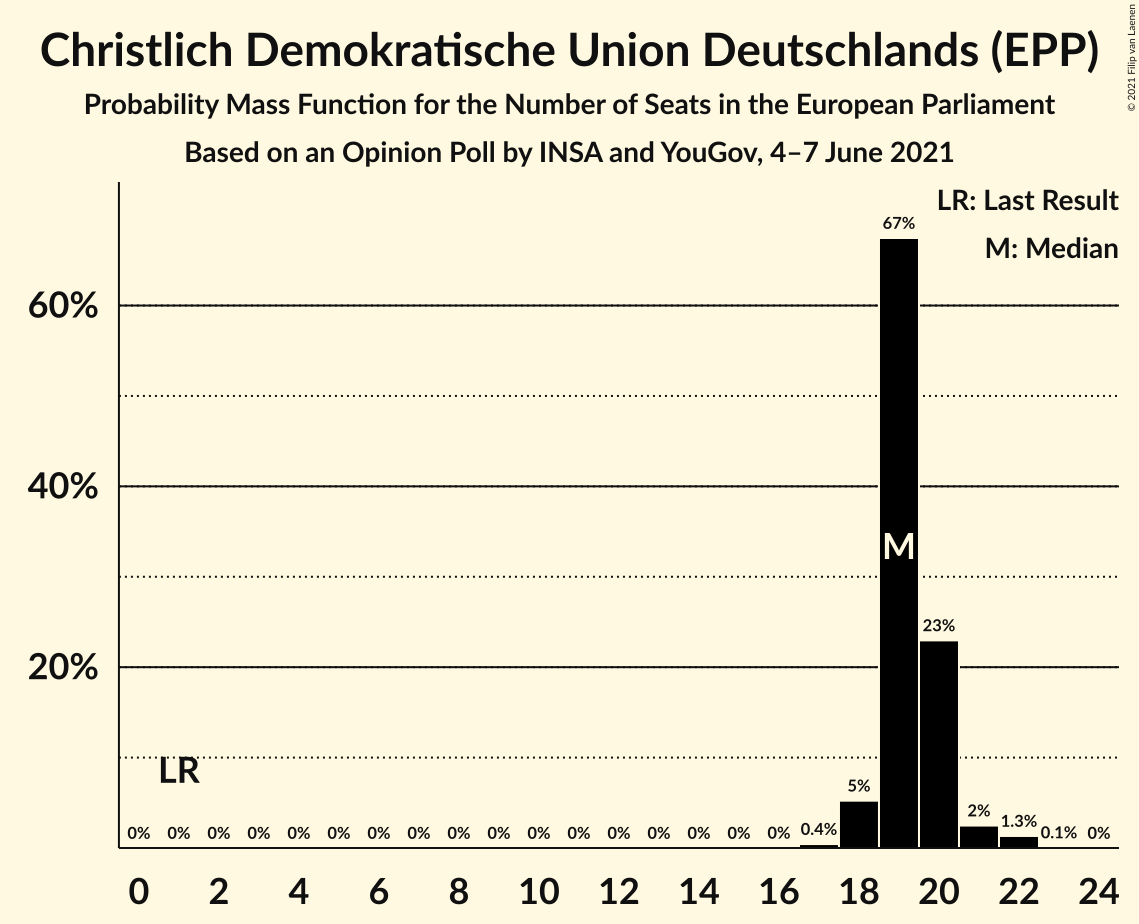 Christlich Demokratische Union Deutschlands (EPP)
Probability Mass Function for the Number of Seats in the European Parliament
Based on an Opinion Poll by INSA and YouGov, 4–7 June 2021
© 2021 Filip van Laenen
LR: Last Result
M: Median
67%
60%
40%
M
23%
20%
LR
5%
2%
1.3%
0% 0% 0% 0% 0% 0% 0% 0% 0% 0% 0% 0% 0% 0% 0% 0% 0% 0.4% 0.1% 0%
0 2 4 6 8 10 12 14 16 18 20 22 24